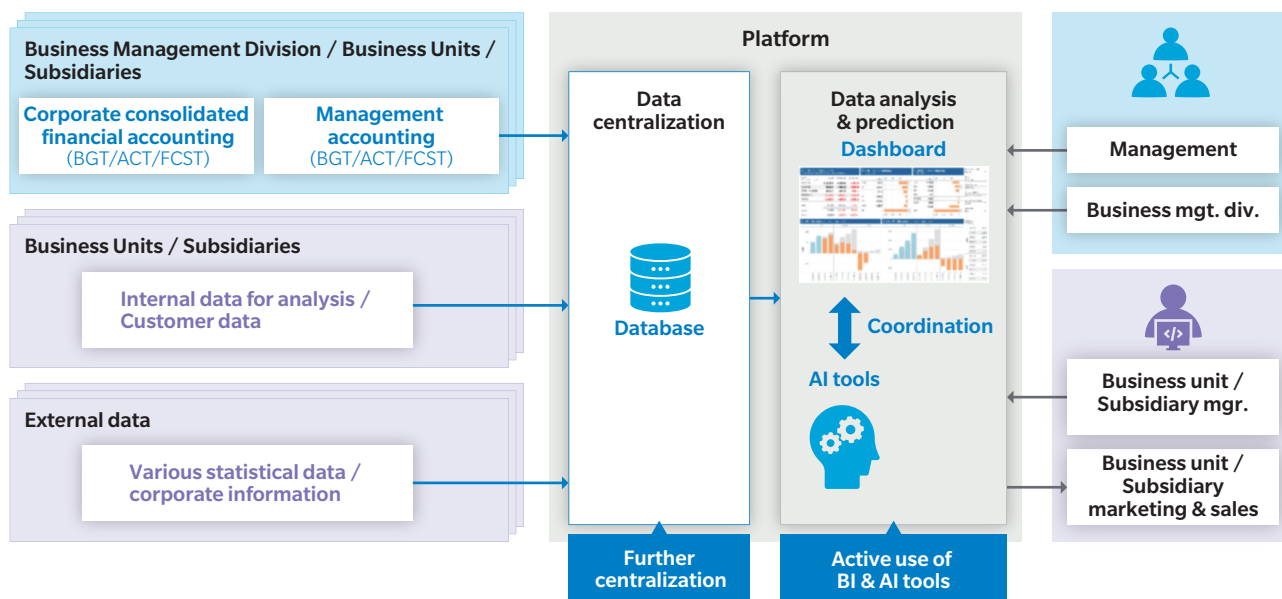 Business Management Division / Business Units /
Subsidiaries
Corporate consolidated
financial accounting
(BGT/ACT/FCST)
Management
accounting
(BGT/ACT/FCST)
Business Units / Subsidiaries
Internal data for analysis /
Customer data
External data
Various statistical data /
corporate information
Platform
Data
centralization
Database
Further
centralization
Data analysis
& prediction
Dashboard
Coordination
AI tools
Active use of
BI & AI tools
Management
Business mgt. div.
</>
Business unit /
Subsidiary mgr.
Business unit /
Subsidiary
marketing & sales